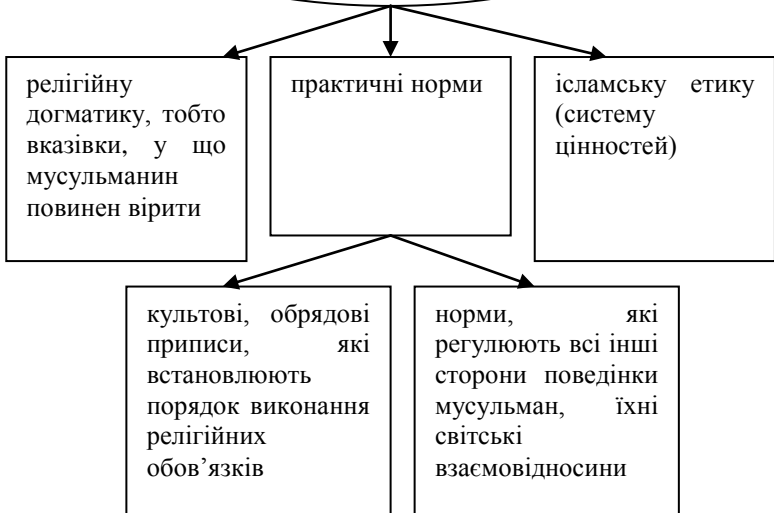 релігійну
догматику, тобто
вказівки, у що
мусульманин
повинен вірити
практичні норми
ісламську етику
(систему
цінностей)
культові, обрядові
приписи, які
встановлюють
порядок виконання
релігійних
обов’язків
норми, які
регулюють всі інші
сторони поведінки
мусульман, їхні
світські
взаємовідносини